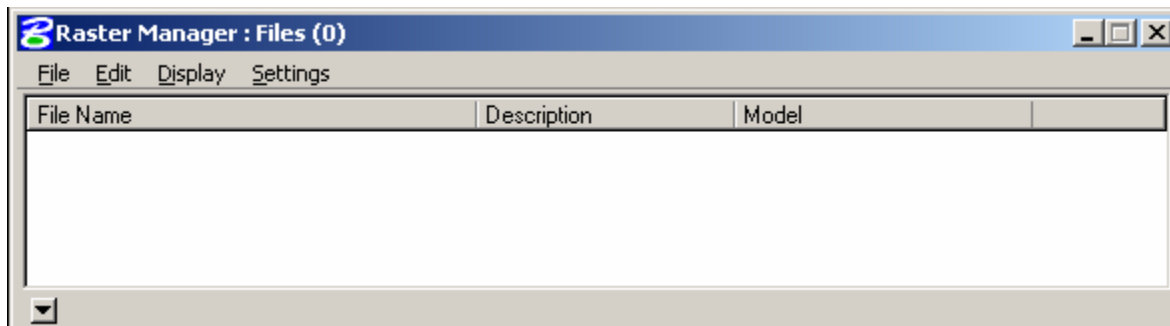 Raster Manager : Files (0)
File Edit Display Settings
File Name Description Model